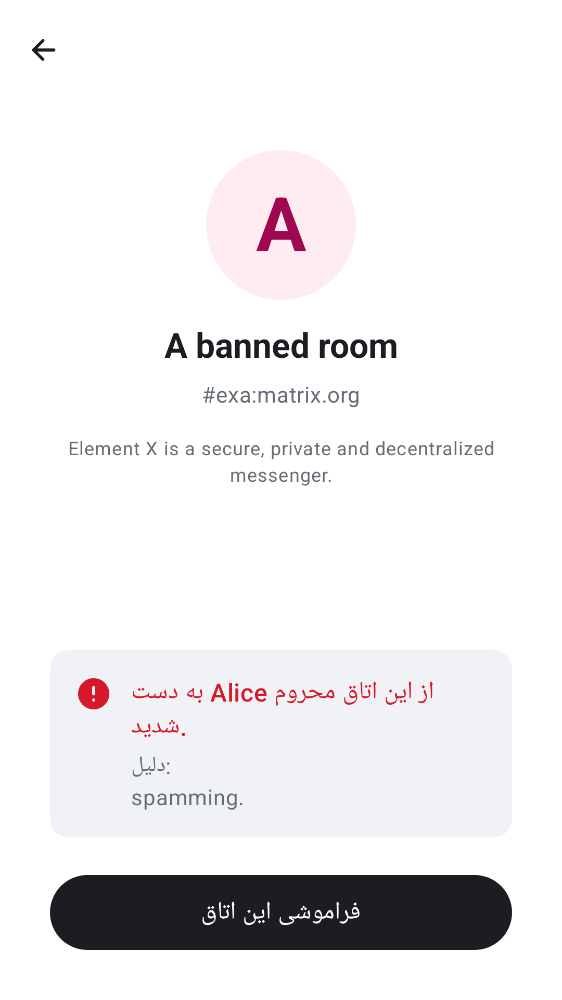 A
A banned room
#exa:matrix.org
Element X is a secure, private and decentralized
messenger.
به دست Alice از این اتاق محروم
شدید.
دلیل:
spamming.
فراموشی این اتاق